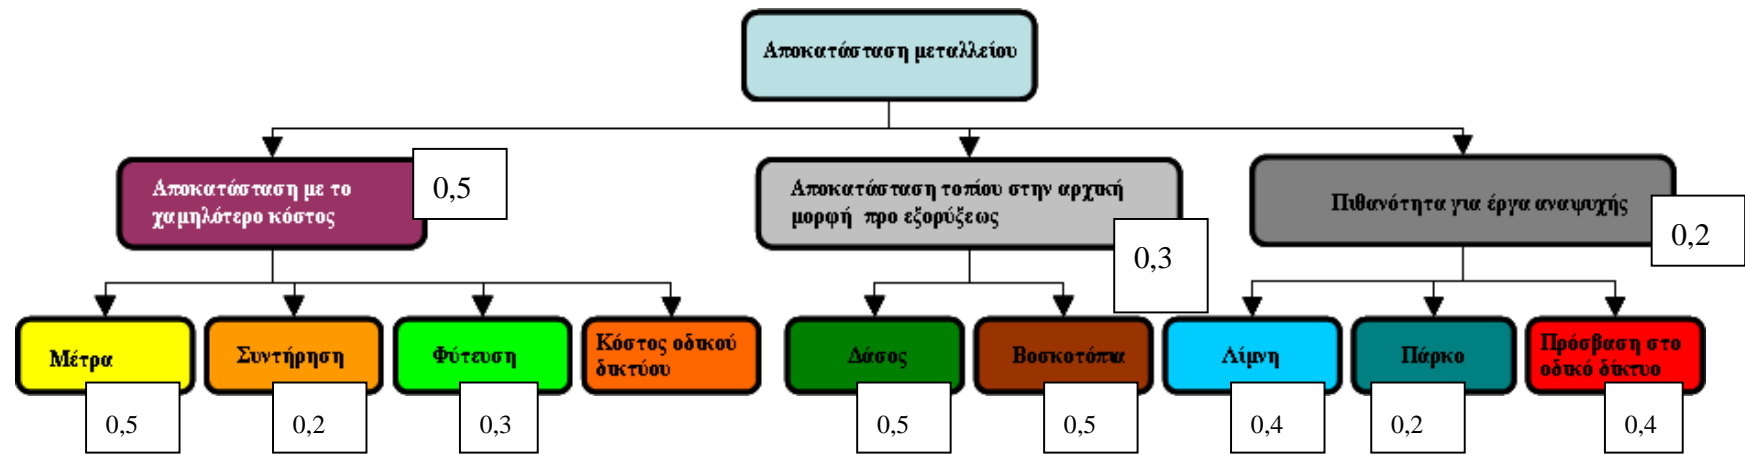 Αποκατάσταση μεταλλείου
Αποκατάσταση με το
χαμηλότερο κόστος
0,5
Αποκατάσταση τοπίου στην αρχική
μορφή προ εξορύξεως
0,3
Πιθανότητα για έργα αναψυχής
0,2
Μέτρα
0,5
Συντήρηση
0,2
Φύτευση
0,3
Κόστος οδικού
δικτύου
Δάσος
0,5
Βοσκοτόπια
0,5
Λίμνη
0,4
Πάρκο
0,2
Πρόσβαση στο
οδικό δίκτυο
0,4